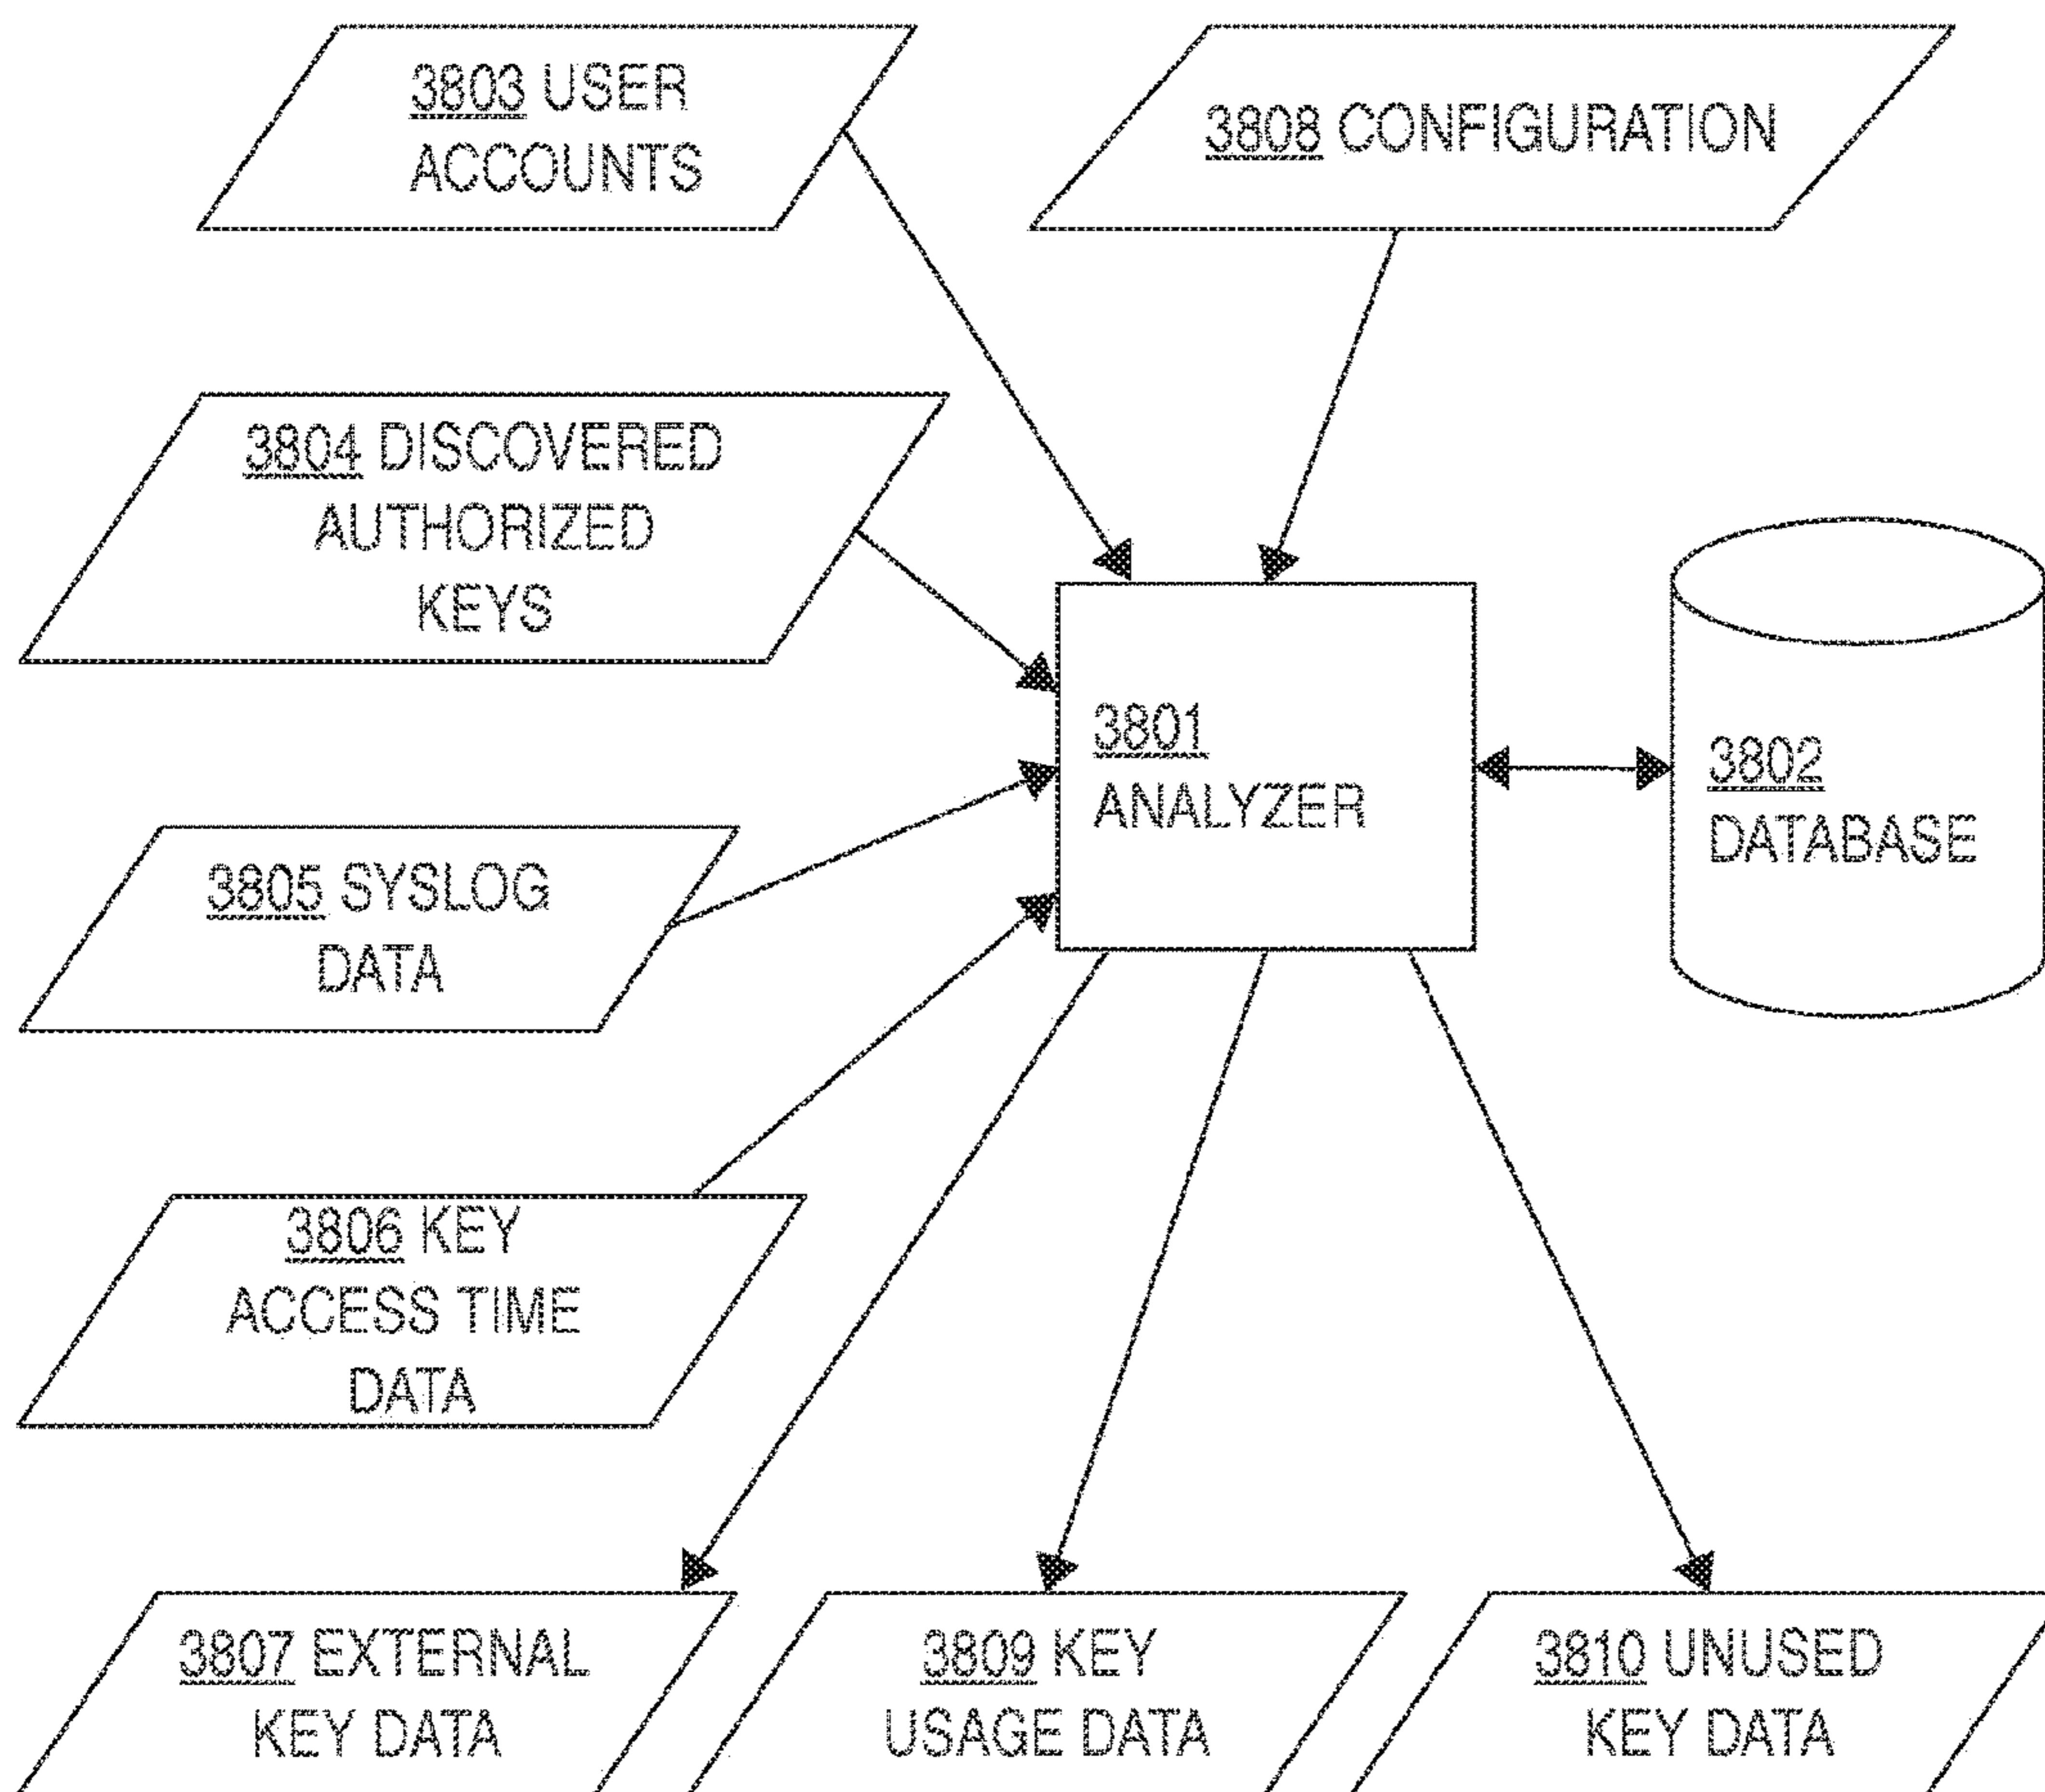 3803 USER
ACCOUNTS
3808 CONFIGURATION
3804 DISCOVERED
AUTHORIZED
KEYS
3801
ANALYZER
3802
DATABASE
3805 SYSLOG
DATA
3806 KEY
ACCESS TIME
DATA
3807 EXTERNAL
KEY DATA
3809 KEY
USAGE DATA
3810 UNUSED
KEY DATA